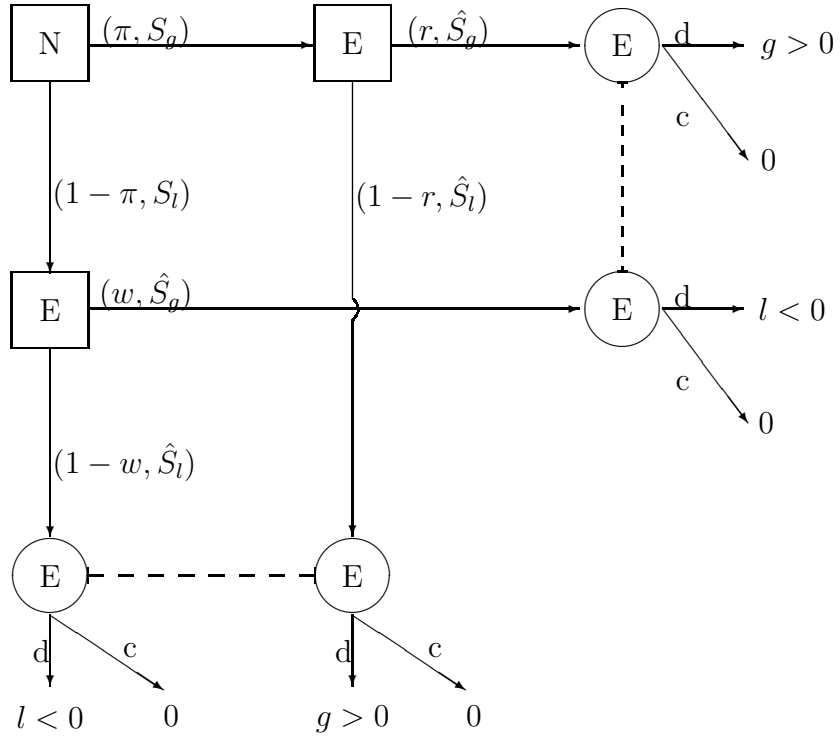 N (π, S_g) E (r, Ŝ_g) E d g > 0
c
0
(1 − π, S_l) (1 − r, Ŝ_l)
E (w, Ŝ_g) E d l < 0
c
0
(1 − w, Ŝ_l)
E E
d c d c
l < 0 0 g > 0 0